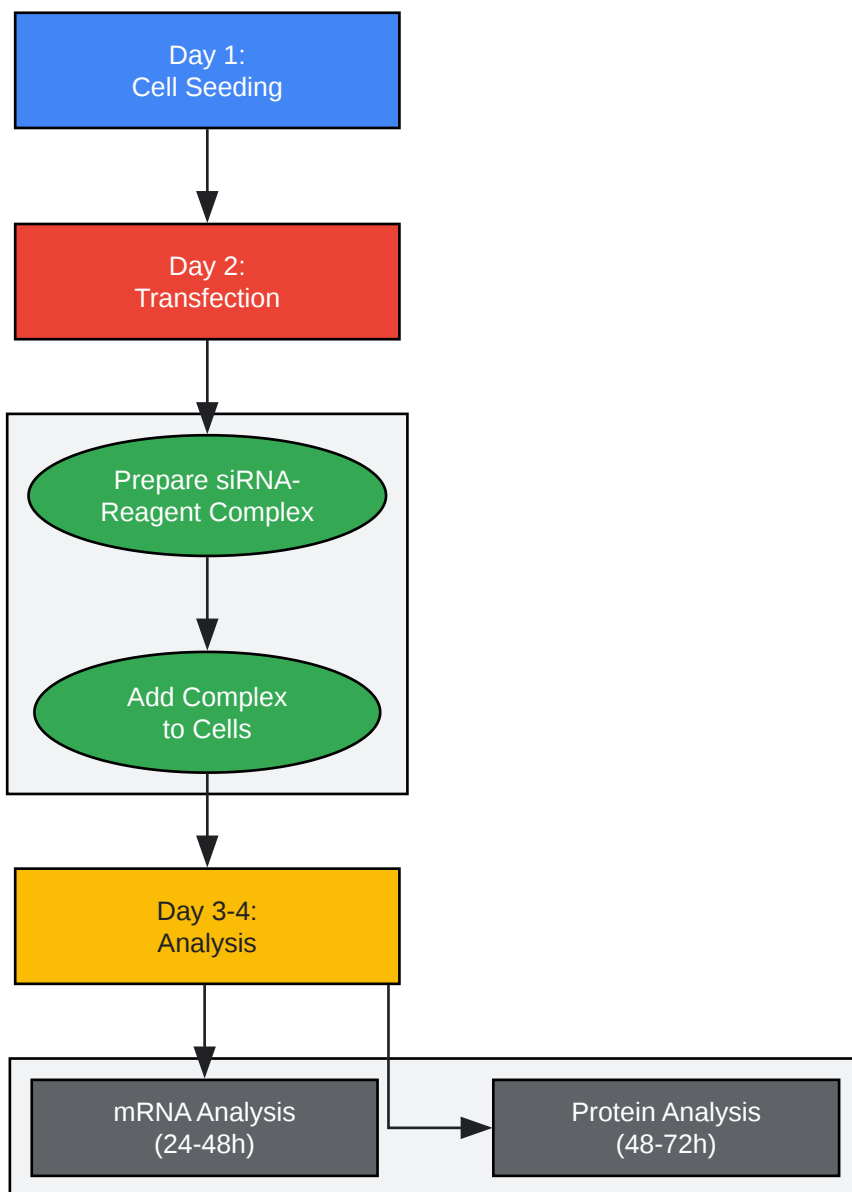 Day 1:
Cell Seeding
Day 2:
Transfection
Prepare siRNA-
Reagent Complex
Add Complex
to Cells
Day 3-4:
Analysis
mRNA Analysis
(24-48h)
Protein Analysis
(48-72h)